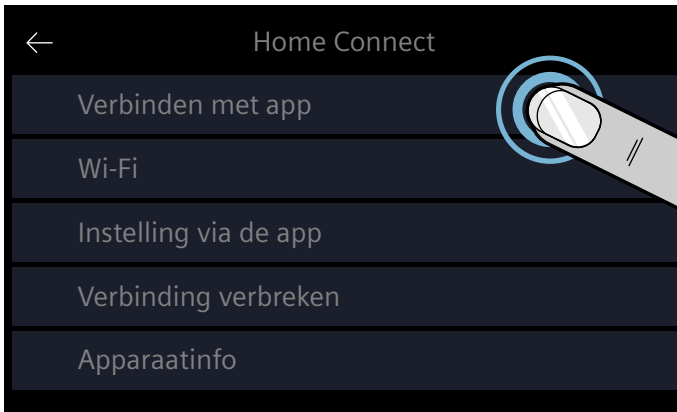 Home Connect
Verbinden met app
Wi-Fi
Instelling via de app
Verbinding verbreken
Apparaatinfo